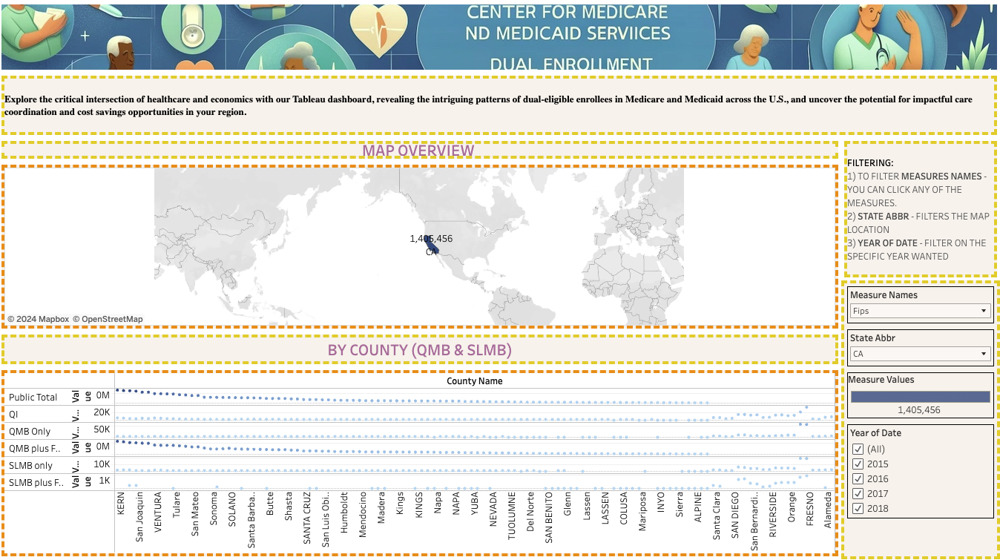 CENTER FOR MEDICARE
ND MEDICAID SERVIICES
DUAL ENROLLMENT
Explore the critical intersection of healthcare and economics with our Tableau dashboard, revealing the intriguing patterns of dual-eligible enrollees in Medicare and Medicaid across the U.S., and uncover the potential for impactful care
coordination and cost savings opportunities in your region.
MAP OVERVIEW
1,405,456
CA
© 2024 Mapbox © OpenStreetMap
FILTERING:
1) TO FILTER MEASURES NAMES -
YOU CAN CLICK ANY OF THE
MEASURES.
2) STATE ABBR - FILTERS THE MAP
LOCATION
3) YEAR OF DATE - FILTER ON THE
SPECIFIC YEAR WANTED
Measure Names
Fips
State Abbr
CA
Measure Values
1,405,456
Year of Date
(All)
2015
2016
2017
2018
BY COUNTY (QMB & SLMB)
County Name
Public Total Val ue 0M
QI V... 20K
QMB Only V... 50K
QMB plus F.. Val ue 0M
SLMB only V... 10K
SLMB plus F.. Val ue 1K
KERN
San Joaquin
VENTURA
Tulare
San Mateo
Sonoma
SOLANO
Santa Barba..
Butte
Shasta
SANTA CRUZ
San Luis Obi..
Humboldt
Mendocino
Madera
Kings
KINGS
Napa
NAPA
YUBA
NEVADA
TUOLUMNE
Del Norte
SAN BENITO
Glenn
Lassen
LASSEN
COLUSA
Mariposa
INYO
Sierra
ALPINE
Santa Clara
SAN DIEGO
San Bernardi..
RIVERSIDE
Orange
FRESNO
Alameda